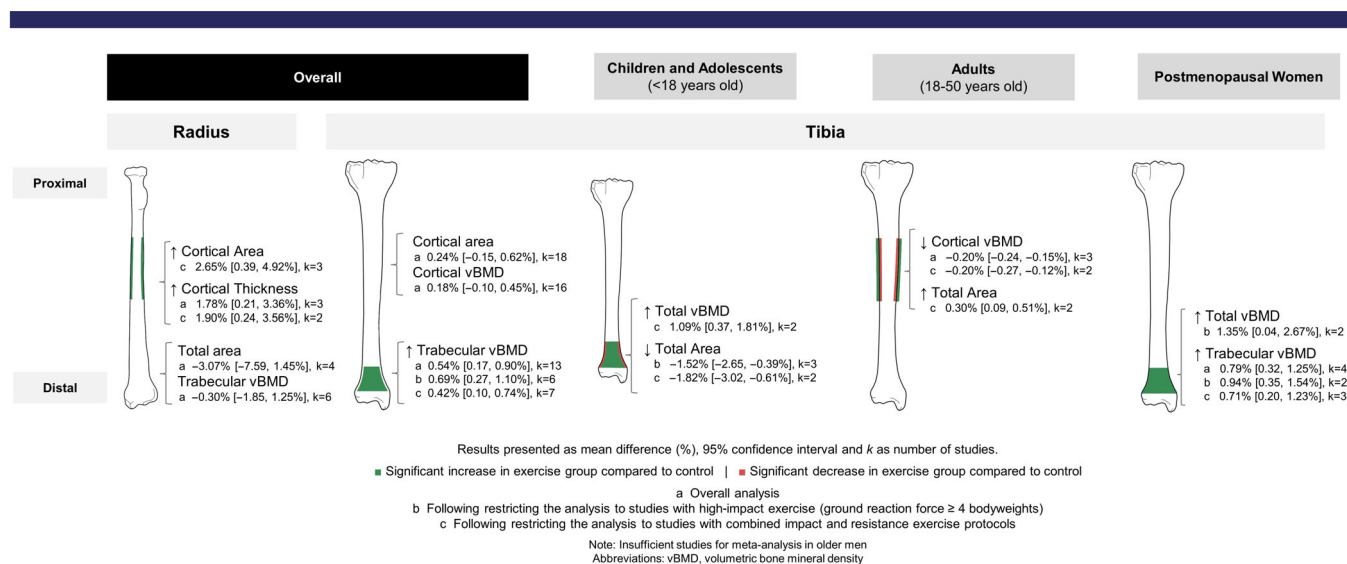 Overall
Children and Adolescents
(<18 years old)
Adults
(18-50 years old)
Postmenopausal Women
Radius
Tibia
Proximal
Distal
↑ Cortical Area
c 2.65% [0.39, 4.92%], k=3
↑ Cortical Thickness
a 1.78% [0.21, 3.36%], k=3
c 1.90% [0.24, 3.56%], k=2
Total area
a −3.07% [−7.59, 1.45%], k=4
Trabecular vBMD
a −0.30% [−1.85, 1.25%], k=6
Cortical area
a 0.24% [−0.15, 0.62%], k=18
Cortical vBMD
a 0.18% [−0.10, 0.45%], k=16
↑ Trabecular vBMD
a 0.54% [0.17, 0.90%], k=13
b 0.69% [0.27, 1.10%], k=6
c 0.42% [0.10, 0.74%], k=7
↑ Total vBMD
c 1.09% [0.37, 1.81%], k=2
↓ Total Area
b −1.52% [−2.65, −0.39%], k=3
c −1.82% [−3.02, −0.61%], k=2
↓ Cortical vBMD
a −0.20% [−0.24, −0.15%], k=3
c −0.20% [−0.27, −0.12%], k=2
↑ Total Area
c 0.30% [0.09, 0.51%], k=2
↑ Total vBMD
b 1.35% [0.04, 2.67%], k=2
↑ Trabecular vBMD
a 0.79% [0.32, 1.25%], k=4
b 0.94% [0.35, 1.54%], k=2
c 0.71% [0.20, 1.23%], k=3
Results presented as mean difference (%), 95% confidence interval and k as number of studies.
Significant increase in exercise group compared to control | Significant decrease in exercise group compared to control
a Overall analysis
b Following restricting the analysis to studies with high-impact exercise (ground reaction force ≥ 4 bodyweights)
c Following restricting the analysis to studies with combined impact and resistance exercise protocols
Note: Insufficient studies for meta-analysis in older men
Abbreviations: vBMD, volumetric bone mineral density